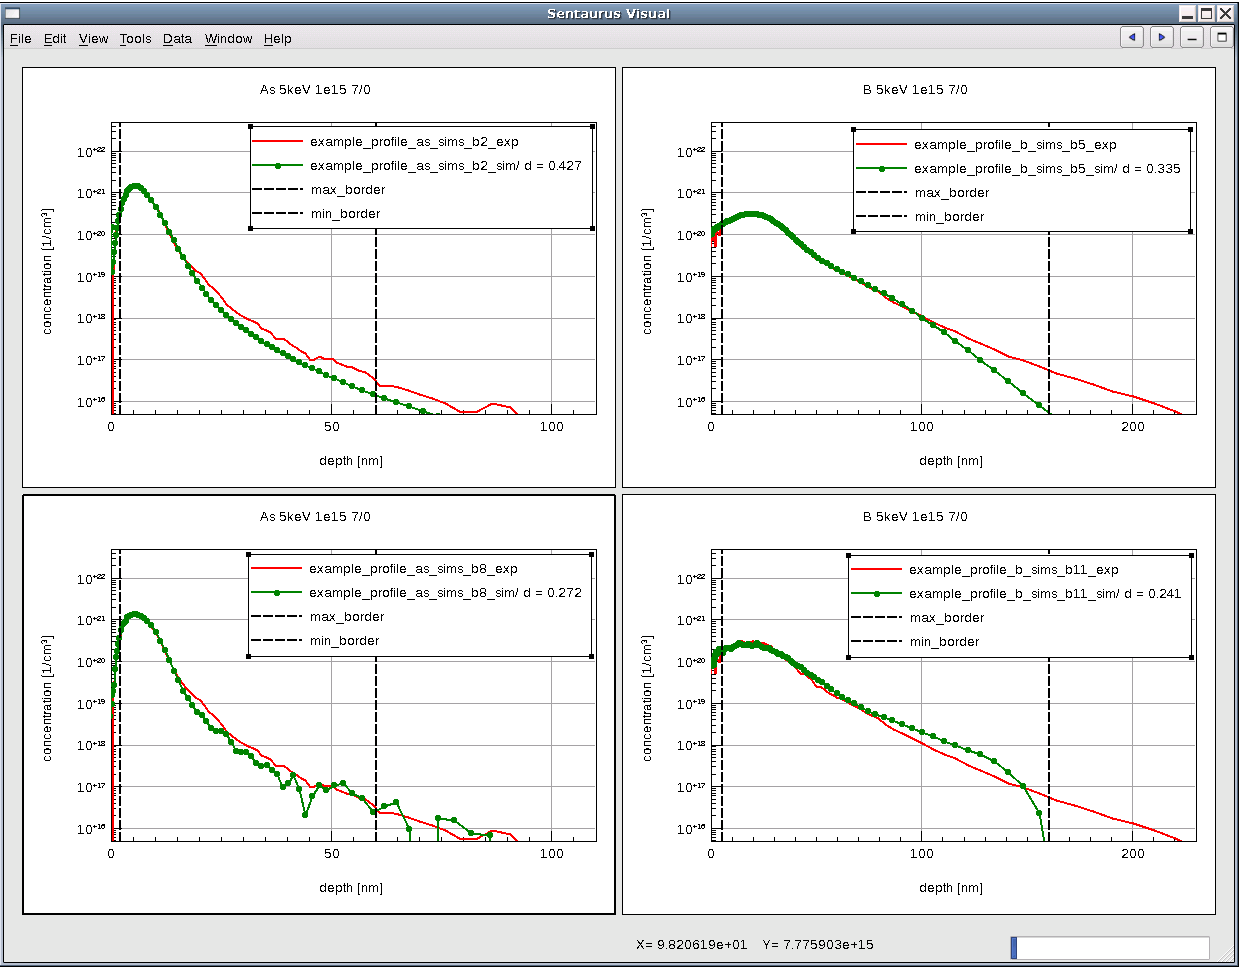 Sentaurus Visual
File Edit View Tools Data Window Help
As 5keV 1e15 7/0
example_profile_as_sims_b2_exp
example_profile_as_sims_b2_sim/ d = 0.427
max_border
min_border
10⁺²²
10⁺²¹
10⁺²⁰
10⁺¹⁹
10⁺¹⁸
10⁺¹⁷
10⁺¹⁶
concentration [1/cm³]
0 50 100
depth [nm]
B 5keV 1e15 7/0
example_profile_b_sims_b5_exp
example_profile_b_sims_b5_sim/ d = 0.335
max_border
min_border
10⁺²²
10⁺²¹
10⁺²⁰
10⁺¹⁹
10⁺¹⁸
10⁺¹⁷
10⁺¹⁶
concentration [1/cm³]
0 100 200
depth [nm]
As 5keV 1e15 7/0
example_profile_as_sims_b8_exp
example_profile_as_sims_b8_sim/ d = 0.272
max_border
min_border
10⁺²²
10⁺²¹
10⁺²⁰
10⁺¹⁹
10⁺¹⁸
10⁺¹⁷
10⁺¹⁶
concentration [1/cm³]
0 50 100
depth [nm]
B 5keV 1e15 7/0
example_profile_b_sims_b11_exp
example_profile_b_sims_b11_sim/ d = 0.241
max_border
min_border
10⁺²²
10⁺²¹
10⁺²⁰
10⁺¹⁹
10⁺¹⁸
10⁺¹⁷
10⁺¹⁶
concentration [1/cm³]
0 100 200
depth [nm]
X= 9.820619e+01 Y= 7.775903e+15